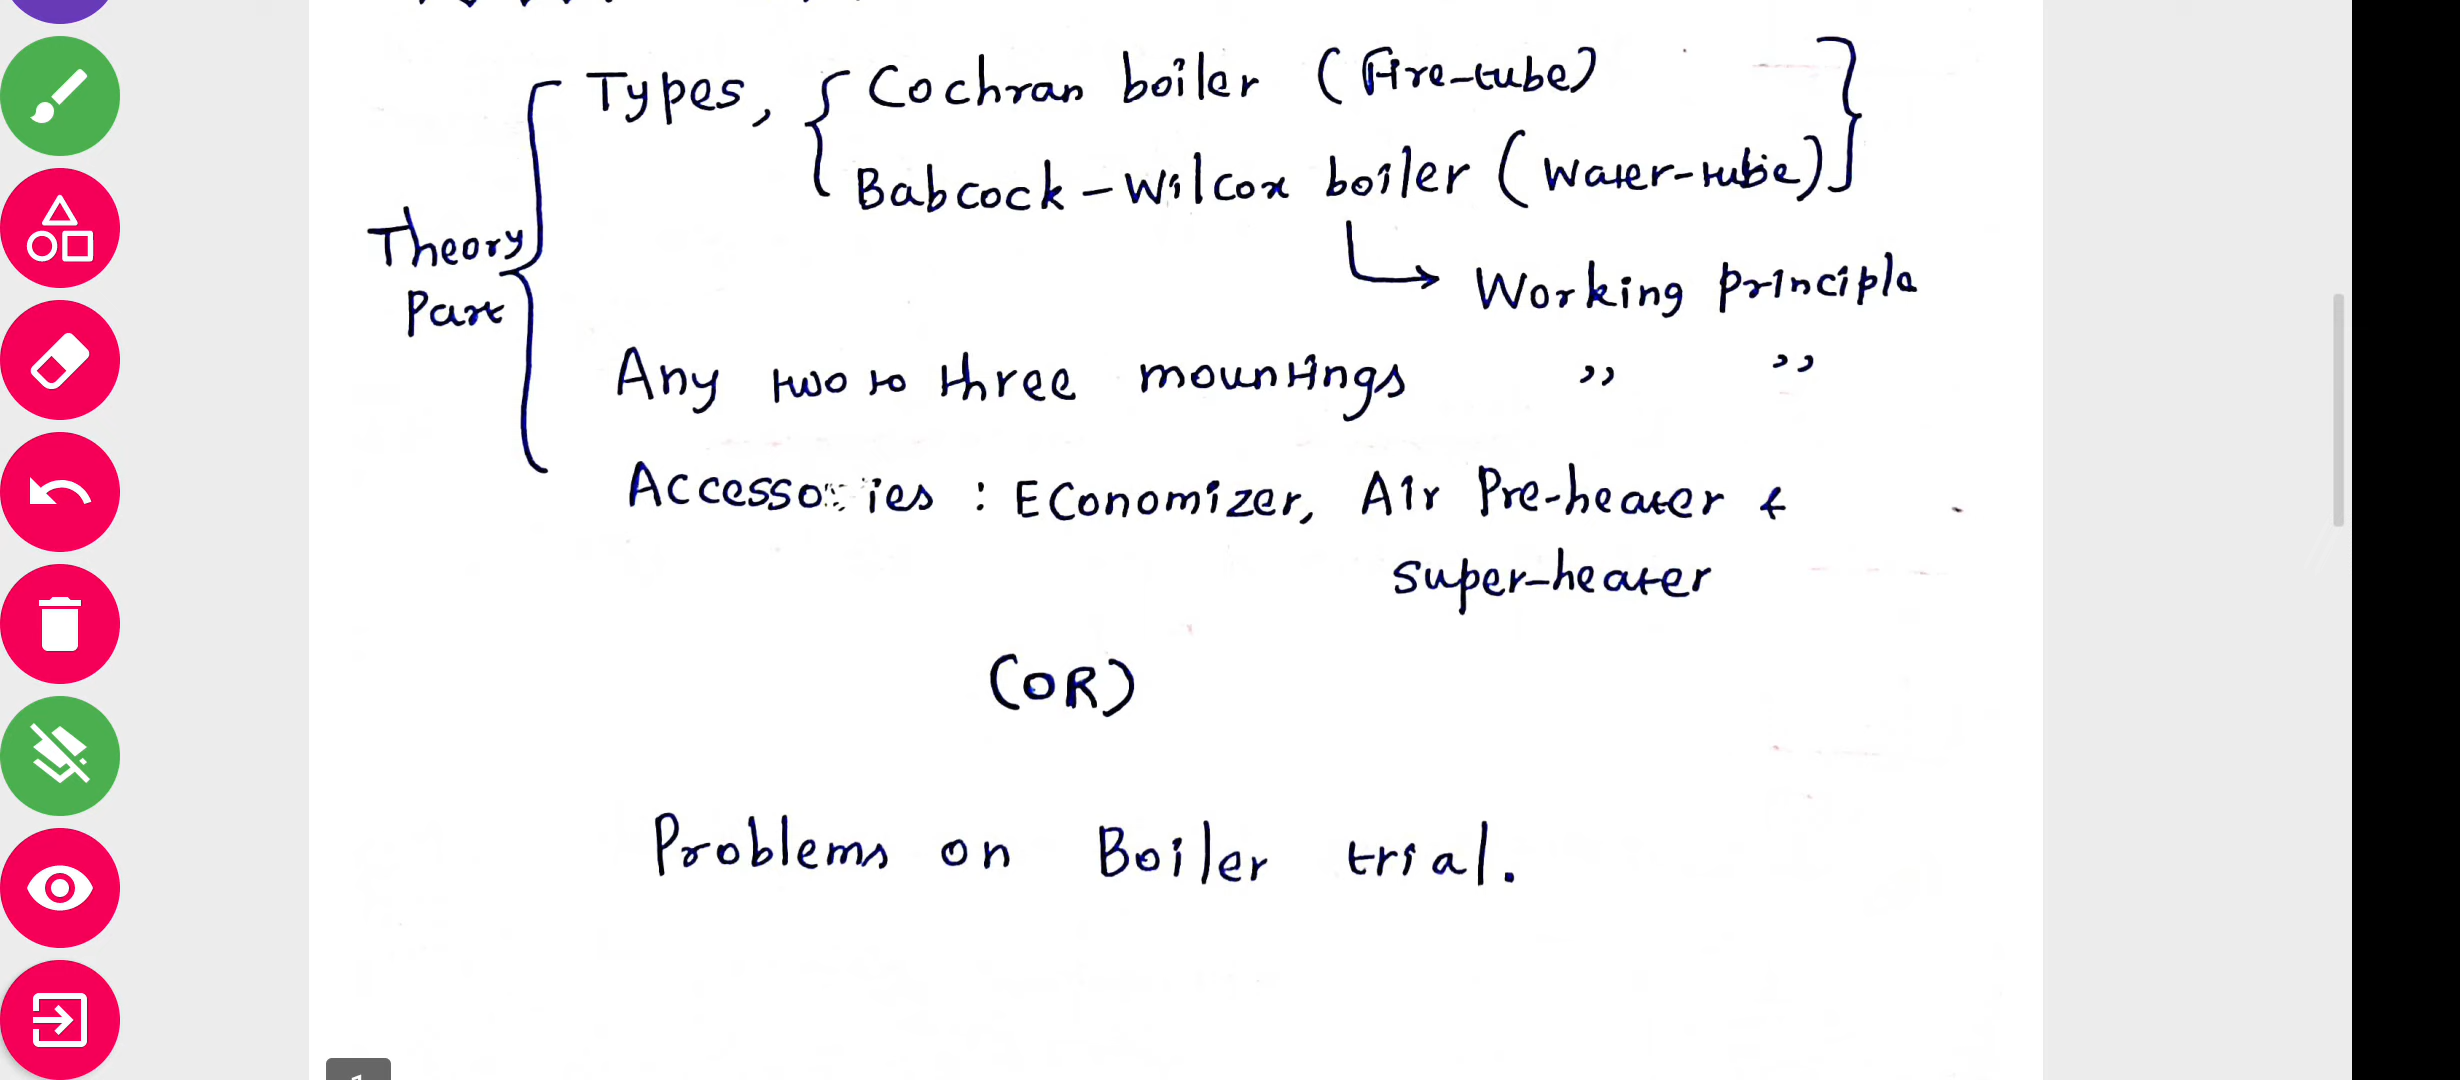 Types, { Cochran boiler (Fire-tube) }
Babcock-Wilcox boiler (Water-tube)
Theory
Part
→ Working principle
Any two to three mountings " "
Accessories : Economizer, Air Pre-heater &
Super-heater
(OR)
Problems on Boiler trial.